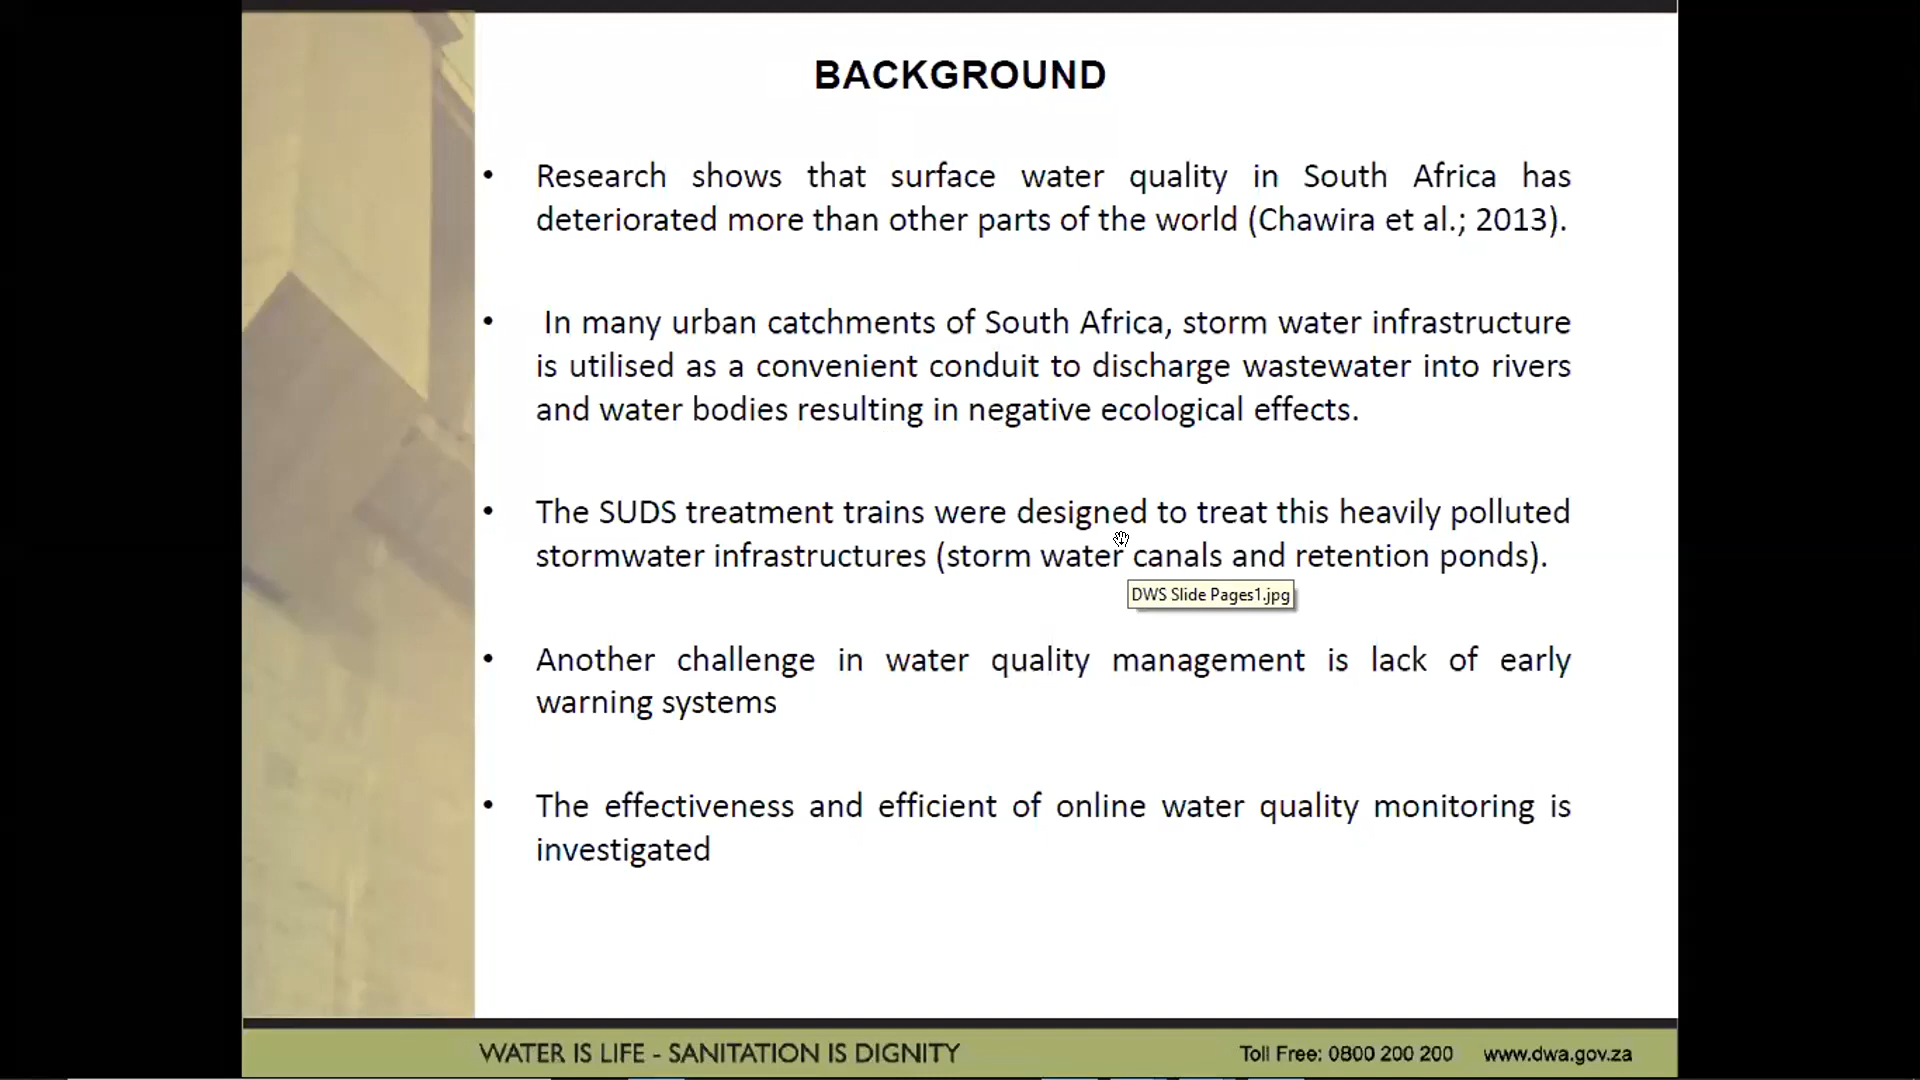 BACKGROUND
• Research shows that surface water quality in South Africa has
deteriorated more than other parts of the world (Chawira et al.; 2013).
• In many urban catchments of South Africa, storm water infrastructure
is utilised as a convenient conduit to discharge wastewater into rivers
and water bodies resulting in negative ecological effects.
• The SUDS treatment trains were designed to treat this heavily polluted
stormwater infrastructures (storm water canals and retention ponds).
DWS Slide Pages1.jpg
• Another challenge in water quality management is lack of early
warning systems
• The effectiveness and efficient of online water quality monitoring is
investigated
WATER IS LIFE - SANITATION IS DIGNITY Toll Free: 0800 200 200 www.dwa.gov.za